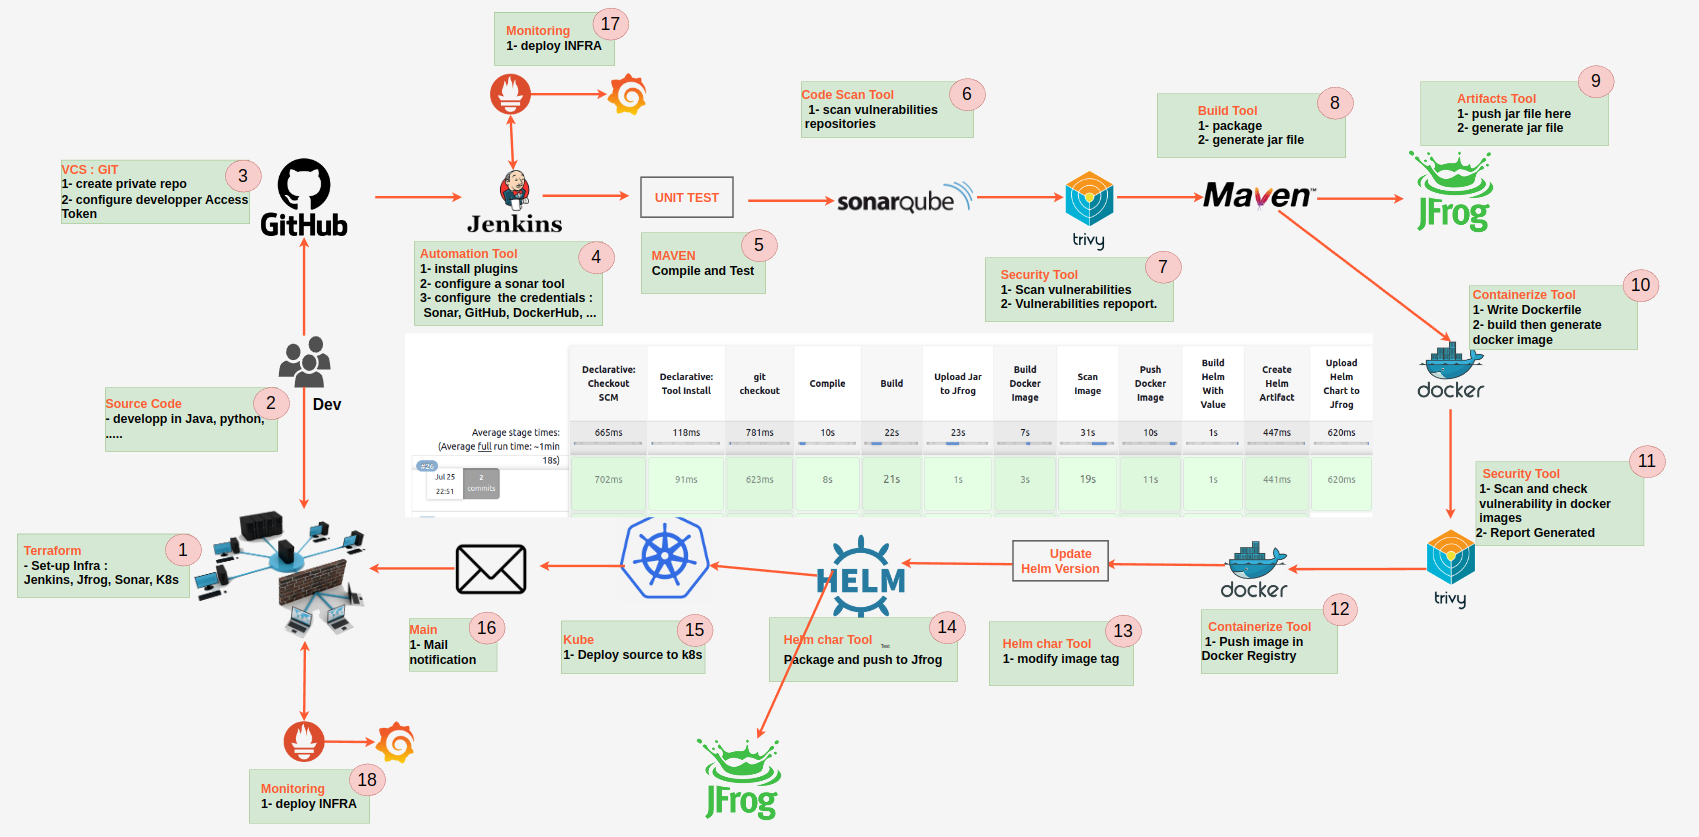 Monitoring
17
1- deploy INFRA
VCS : GIT
3
1- create private repo
2- configure developper Access
Token
GitHub
Jenkins
Automation Tool
4
1- install plugins
2- configure a sonar tool
3- configure  the credentials :
Sonar, GitHub, DockerHub, ...
UNIT TEST
MAVEN
5
Compile and Test
Code Scan Tool
6
1- scan vulnerabilities
repositories
sonarqube
trivy
Security Tool
7
1- Scan vulnerabilities
2- Vulnerabilities repoport.
Build Tool
8
1- package
2- generate jar file
Maven™
Artifacts Tool
9
1- push jar file here
2- generate jar file
JFrog
Containerize Tool
10
1- Write Dockerfile
2- build then generate
docker image
docker
Dev
Source Code
2
- developp in Java, python,
.....
Declarative:
Checkout
SCM
Declarative:
Tool Install
git
checkout
Compile
Build
Upload Jar
to Jfrog
Build
Docker
Image
Scan
Image
Push
Docker
Image
Build
Helm
With
Value
Create
Helm
Artifact
Upload
Helm
Chart to
Jfrog
Average stage times:
665ms 118ms 781ms 10s 22s 23s 7s 31s 10s 1s 447ms 620ms
(Average full run time: ~1min
18s)
#26
Jul 25
22:51
2
commits
702ms 91ms 623ms 8s 21s 1s 3s 19s 11s 1s 441ms 620ms
Security Tool
11
1- Scan and check
vulnerability in docker
images
2- Report Generated
trivy
docker
Containerize Tool
12
1- Push image in
Docker Registry
Update
Helm Version
Helm char Tool
13
1- modify image tag
HELM
Helm char Tool
14
Text
Package and push to Jfrog
JFrog
Kube
15
1- Deploy source to k8s
Main
16
1- Mail
notification
Terraform
1
- Set-up Infra :
Jenkins, Jfrog, Sonar, K8s
Monitoring
18
1- deploy INFRA